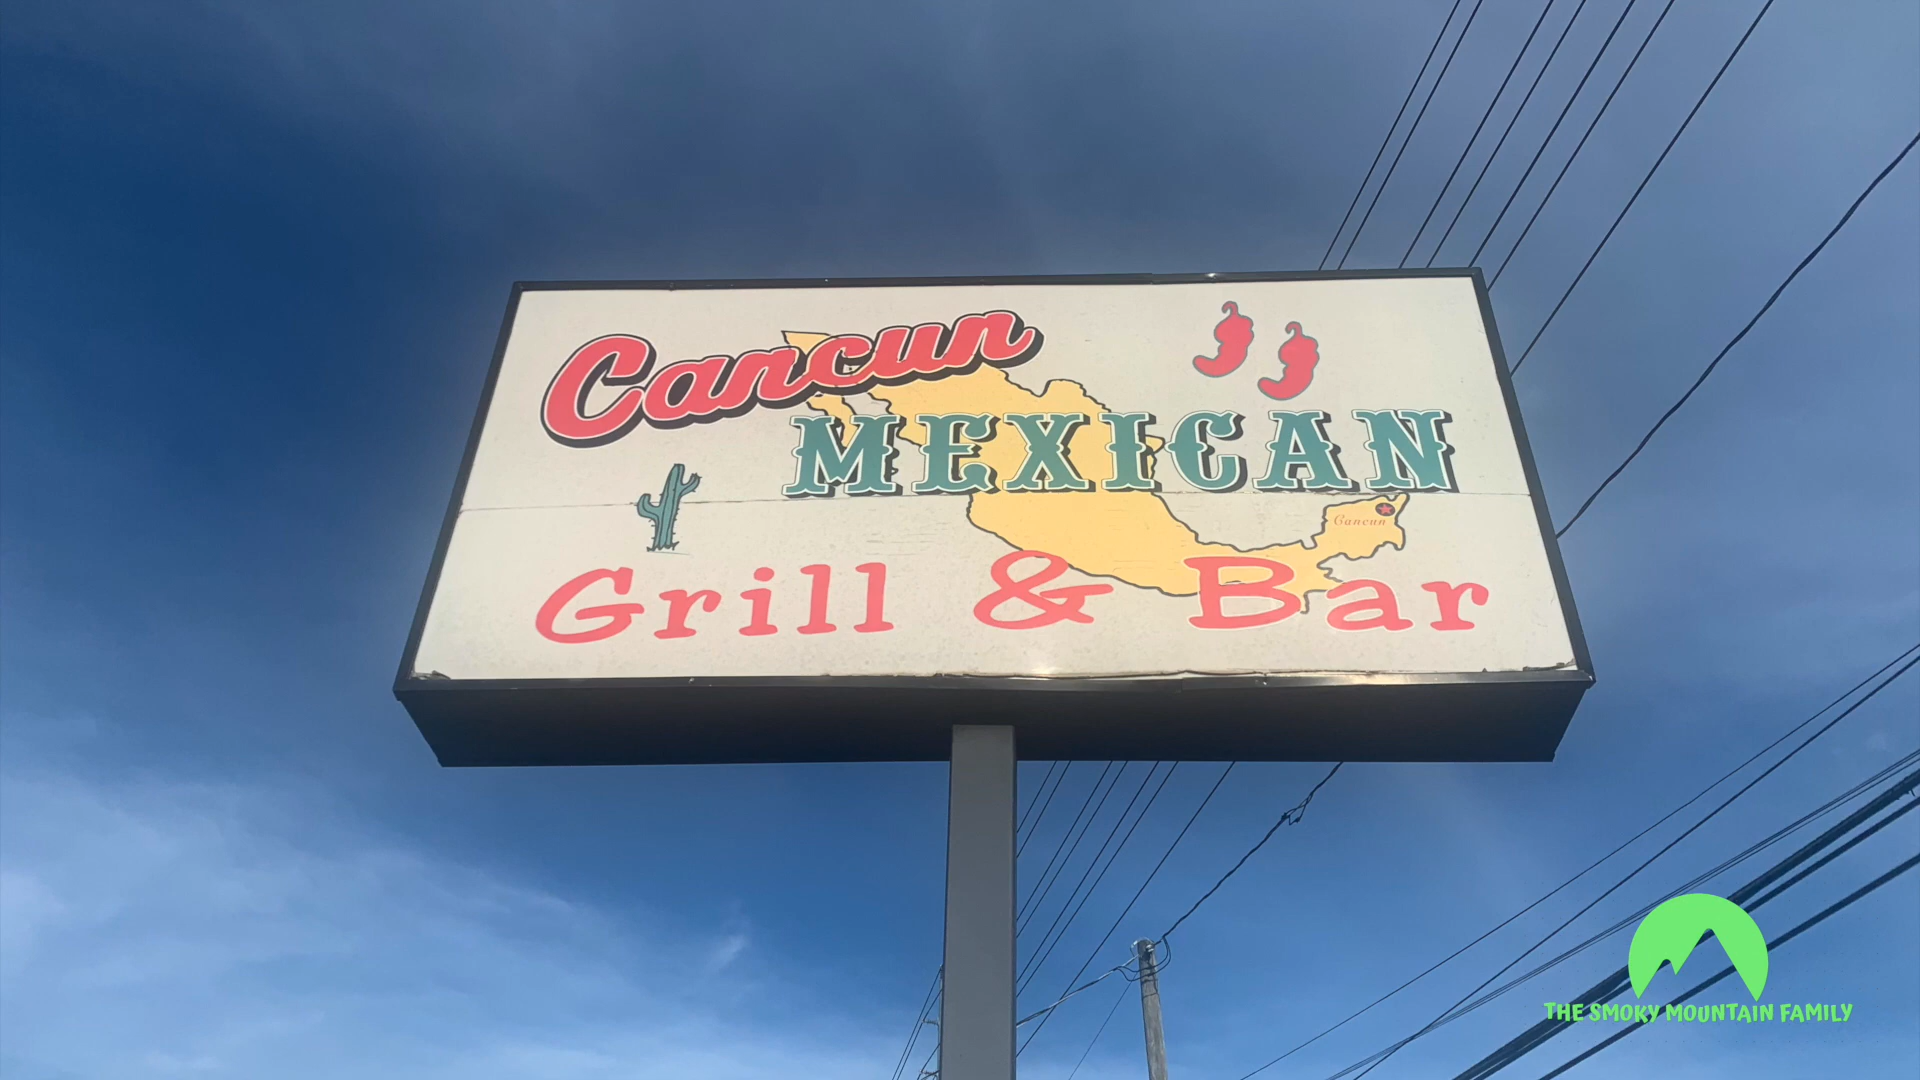 Cancun
MEXICAN
Cancun
Grill & Bar
THE SMOKY MOUNTAIN FAMILY